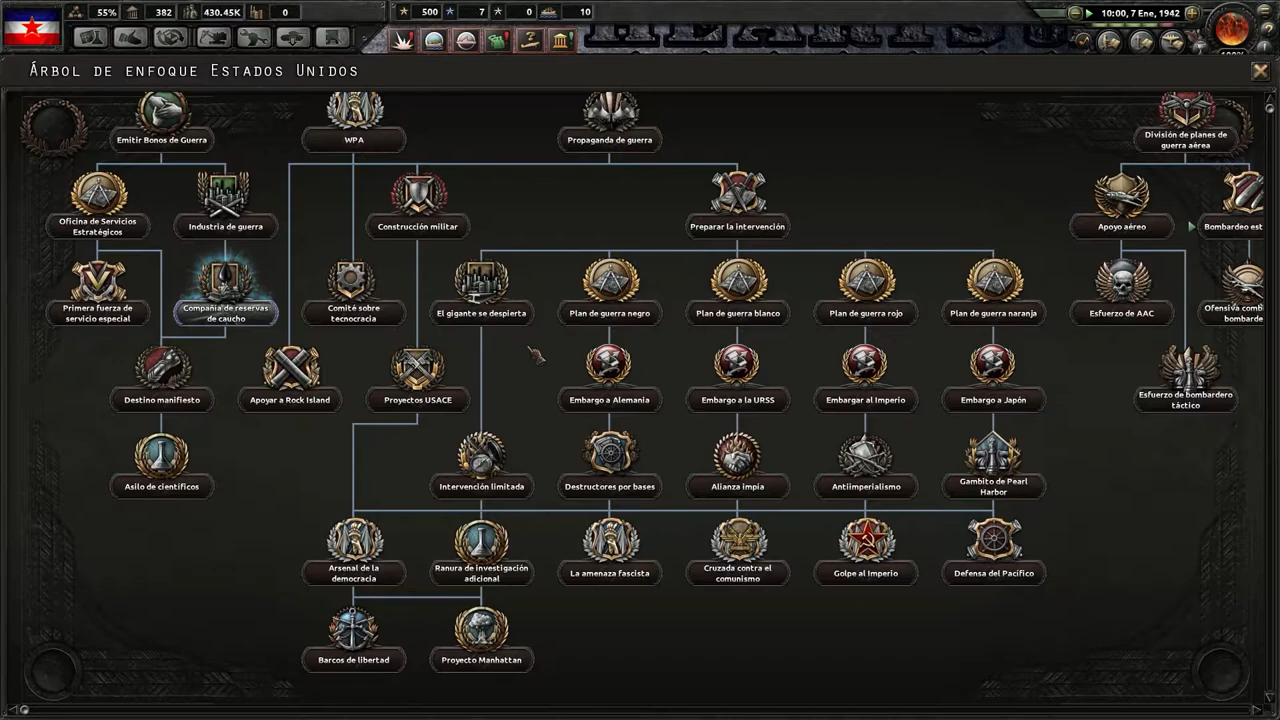 55%
382
430.45K
0
500
7
0
10
10:00, 7 Ene, 1942
100%
Árbol de enfoque Estados Unidos
Emitir Bonos de Guerra
WPA
Propaganda de guerra
División de planes de
guerra aérea
Oficina de Servicios
Estratégicos
Industria de guerra
Construcción militar
Preparar la intervención
Apoyo aéreo
Bombardeo est
Primera fuerza de
servicio especial
Compañía de reservas
de caucho
Comité sobre
tecnocracia
El gigante se despierta
Plan de guerra negro
Plan de guerra blanco
Plan de guerra rojo
Plan de guerra naranja
Esfuerzo de AAC
Ofensiva comb
bombarde
Destino manifiesto
Apoyar a Rock Island
Proyectos USACE
Embargo a Alemania
Embargo a la URSS
Embargar al Imperio
Embargo a Japón
Esfuerzo de bombardero
táctico
Asilo de científicos
Intervención limitada
Destructores por bases
Alianza impía
Antiimperialismo
Gambito de Pearl
Harbor
Arsenal de la
democracia
Ranura de investigación
adicional
La amenaza fascista
Cruzada contra el
comunismo
Golpe al Imperio
Defensa del Pacífico
Barcos de libertad
Proyecto Manhattan